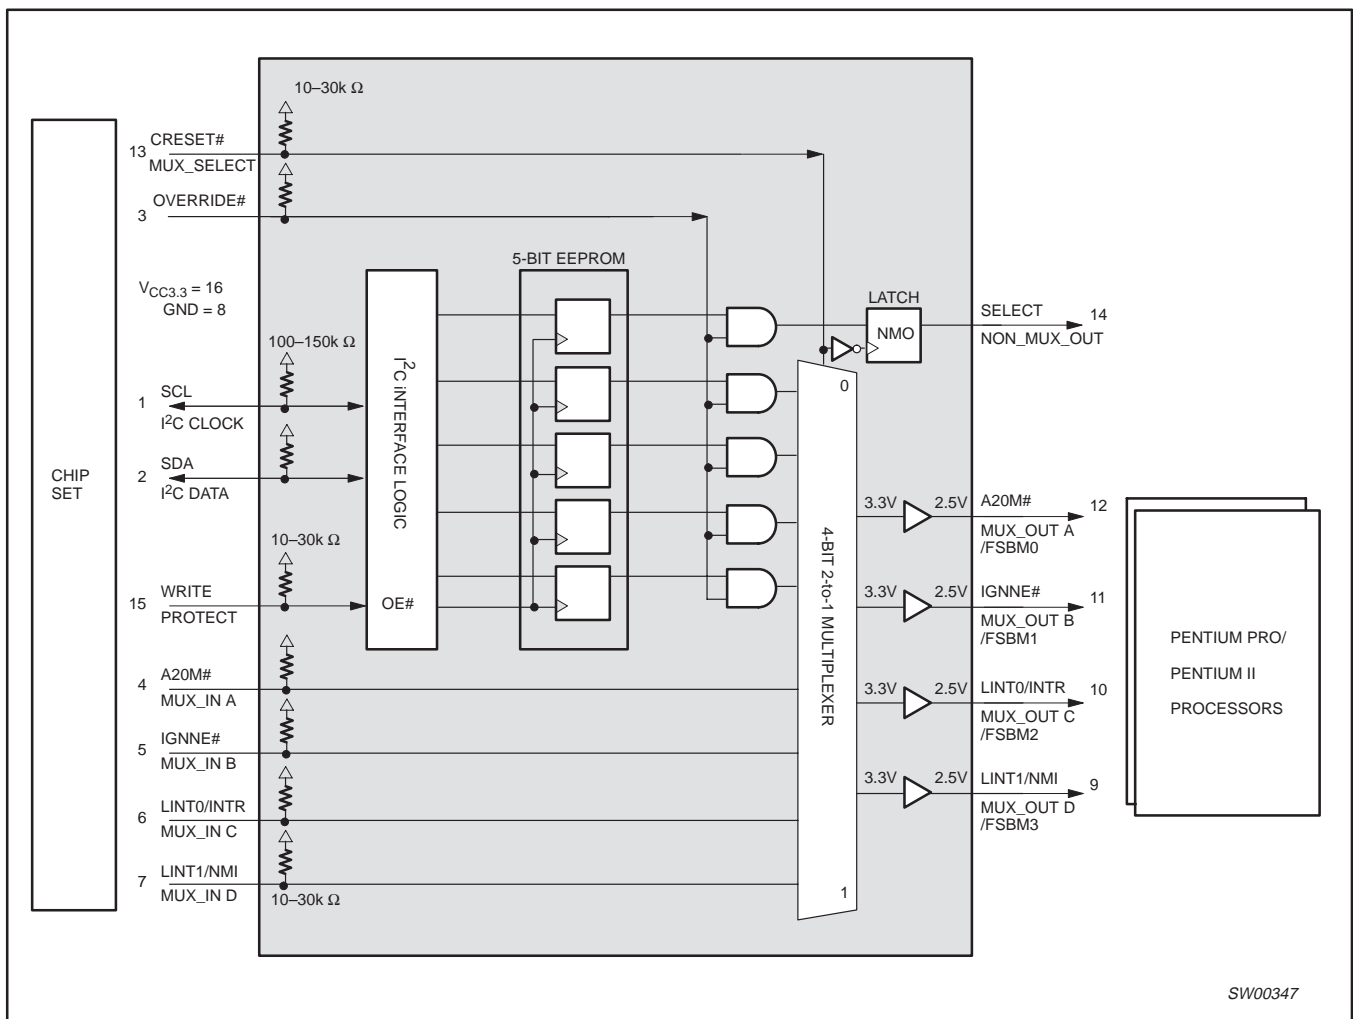 10–30k Ω
13 CRESET#
MUX_SELECT
3 OVERRIDE#
VCC3.3 = 16
GND = 8
5-BIT EEPROM
LATCH
NMO
SELECT 14
NON_MUX_OUT
100–150k Ω
1 SCL
I2C CLOCK
2 SDA
I2C DATA
CHIP
SET
I2C iNTERFACE LOGIC
10–30k Ω
15 WRITE
PROTECT
OE#
4 A20M#
MUX_IN A
5 IGNNE#
MUX_IN B
6 LINT0/INTR
MUX_IN C
7 LINT1/NMI
MUX_IN D
10–30k Ω
0
4-BIT 2-to-1 MULTIPLEXER
1
3.3V 2.5V A20M# 12
MUX_OUT A
/FSBM0
3.3V 2.5V IGNNE# 11
MUX_OUT B
/FSBM1
3.3V 2.5V LINT0/INTR 10
MUX_OUT C
/FSBM2
3.3V 2.5V LINT1/NMI 9
MUX_OUT D
/FSBM3
PENTIUM PRO/
PENTIUM II
PROCESSORS
SW00347